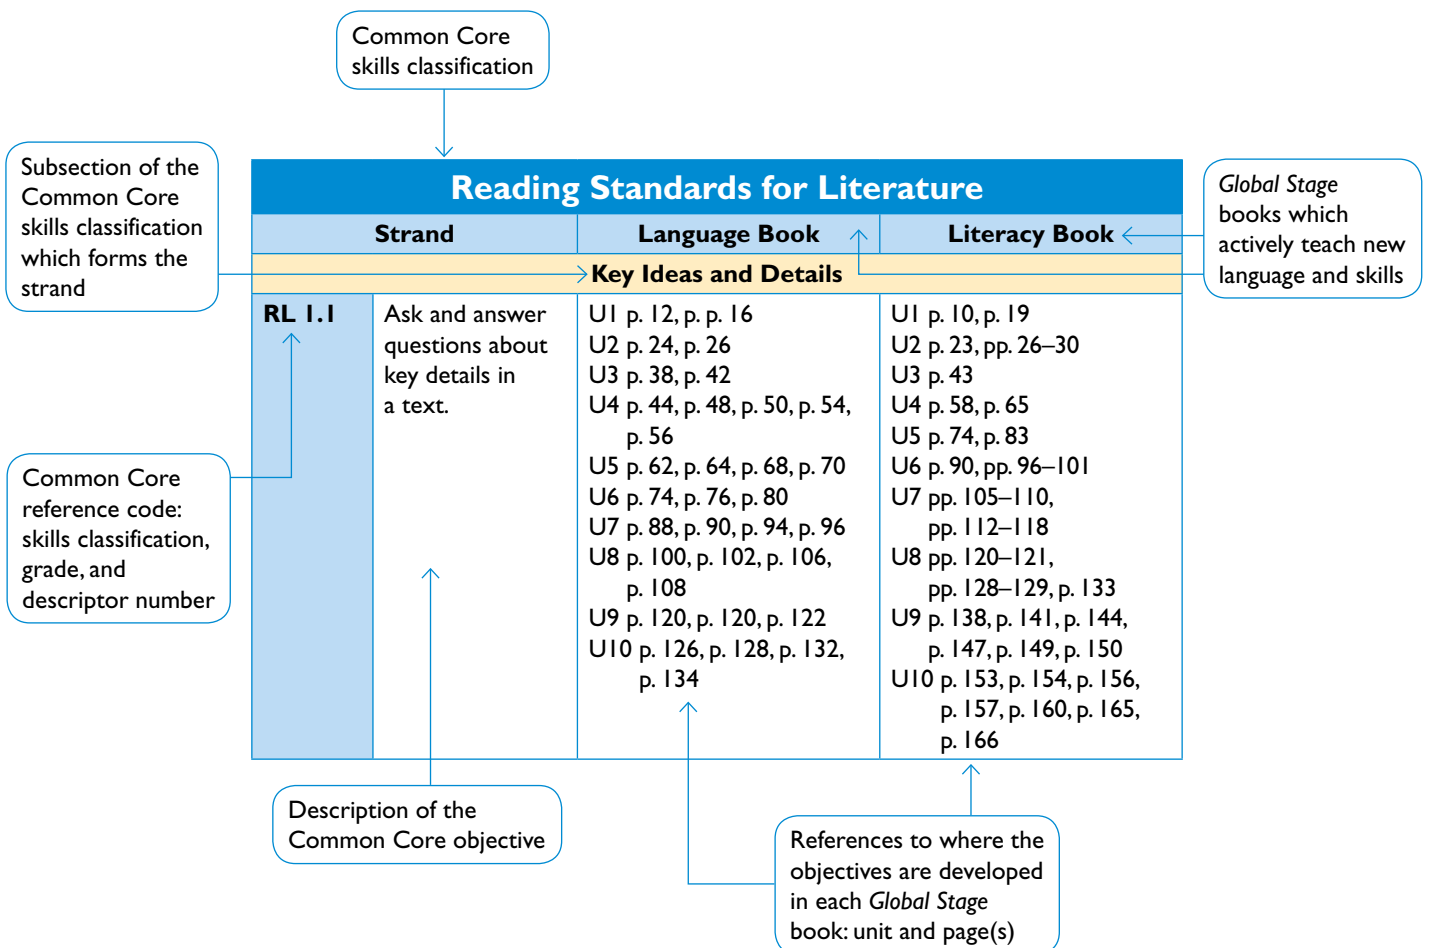 Common Core
skills classification
Subsection of the
Common Core
skills classification
which forms the
strand
Reading Standards for Literature
Strand
Language Book
Literacy Book
Key Ideas and Details
Global Stage
books which
actively teach new
language and skills
RL 1.1
Ask and answer
questions about
key details in
a text.
U1 p. 12, p. p. 16
U2 p. 24, p. 26
U3 p. 38, p. 42
U4 p. 44, p. 48, p. 50, p. 54,
p. 56
U5 p. 62, p. 64, p. 68, p. 70
U6 p. 74, p. 76, p. 80
U7 p. 88, p. 90, p. 94, p. 96
U8 p. 100, p. 102, p. 106,
p. 108
U9 p. 120, p. 120, p. 122
U10 p. 126, p. 128, p. 132,
p. 134
U1 p. 10, p. 19
U2 p. 23, pp. 26–30
U3 p. 43
U4 p. 58, p. 65
U5 p. 74, p. 83
U6 p. 90, pp. 96–101
U7 pp. 105–110,
pp. 112–118
U8 pp. 120–121,
pp. 128–129, p. 133
U9 p. 138, p. 141, p. 144,
p. 147, p. 149, p. 150
U10 p. 153, p. 154, p. 156,
p. 157, p. 160, p. 165,
p. 166
Common Core
reference code:
skills classification,
grade, and
descriptor number
Description of the
Common Core objective
References to where the
objectives are developed
in each Global Stage
book: unit and page(s)